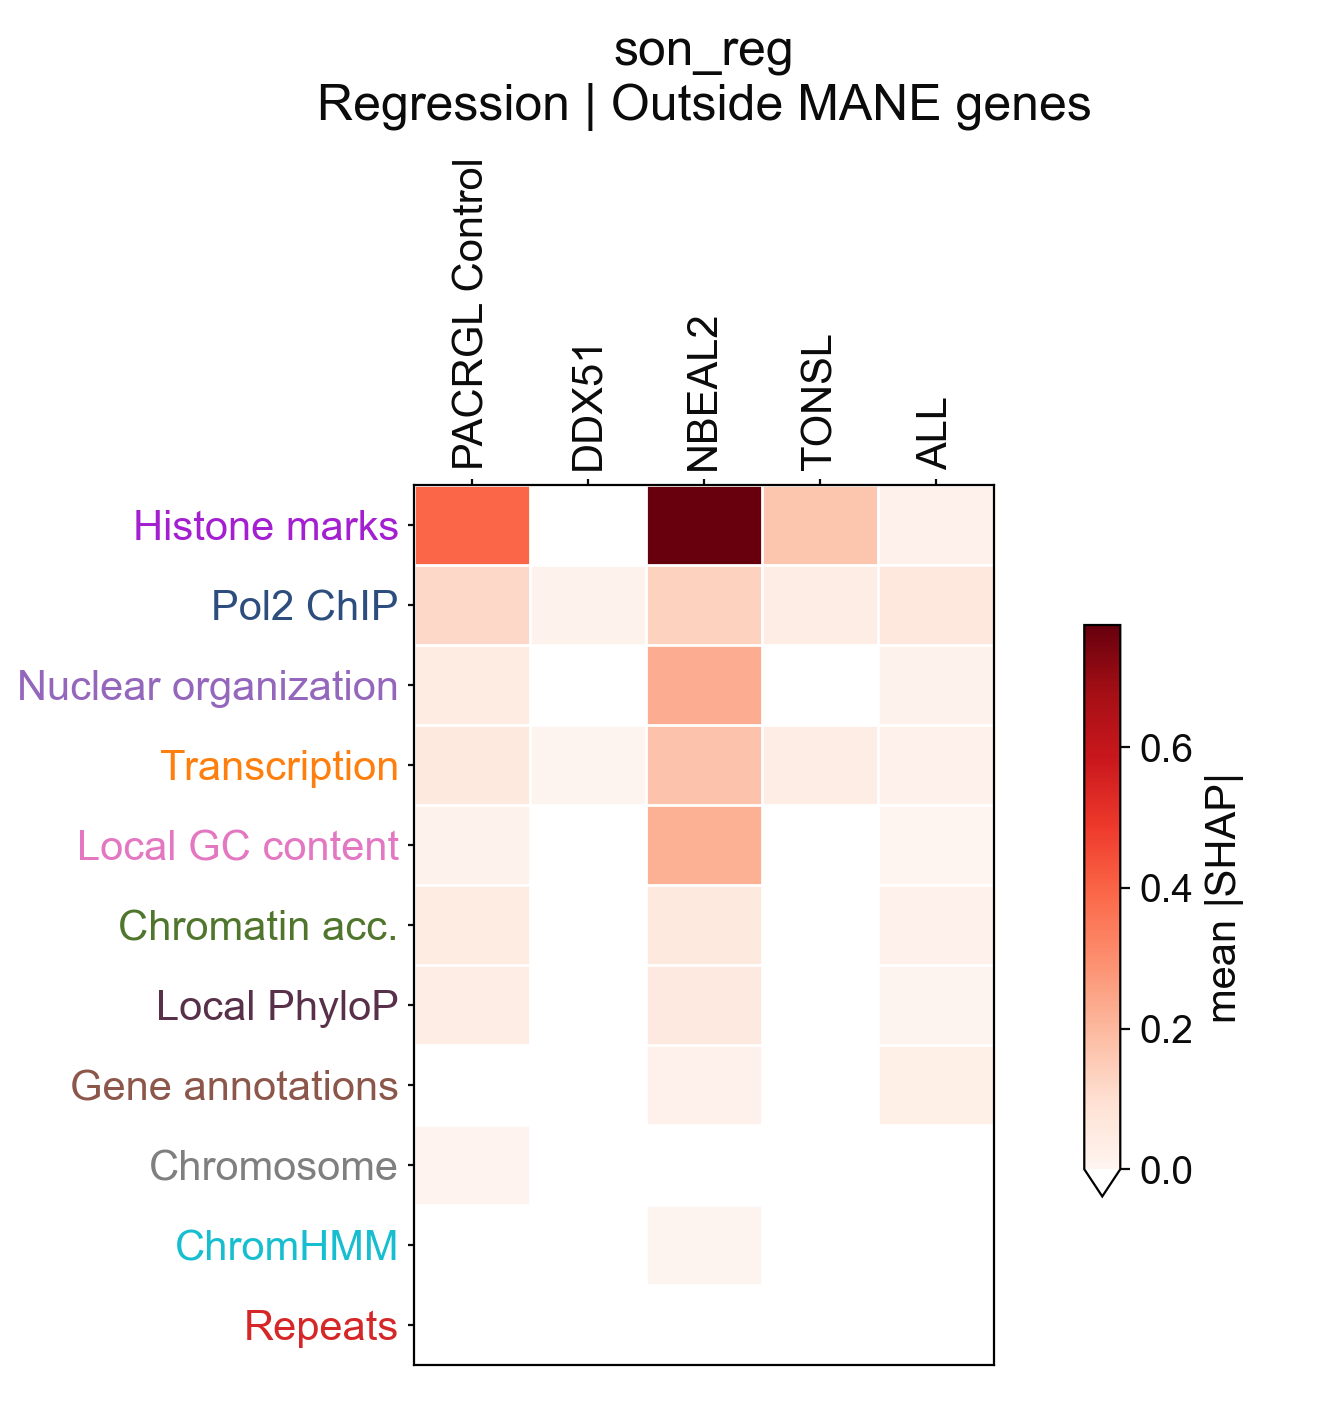 son_reg
Regression | Outside MANE genes
PACRGL Control
DDX51
NBEAL2
TONSL
ALL
Histone marks
Pol2 ChIP
Nuclear organization
Transcription
Local GC content
Chromatin acc.
Local PhyloP
Gene annotations
Chromosome
ChromHMM
Repeats
0.6
0.4
0.2
0.0
mean |SHAP|